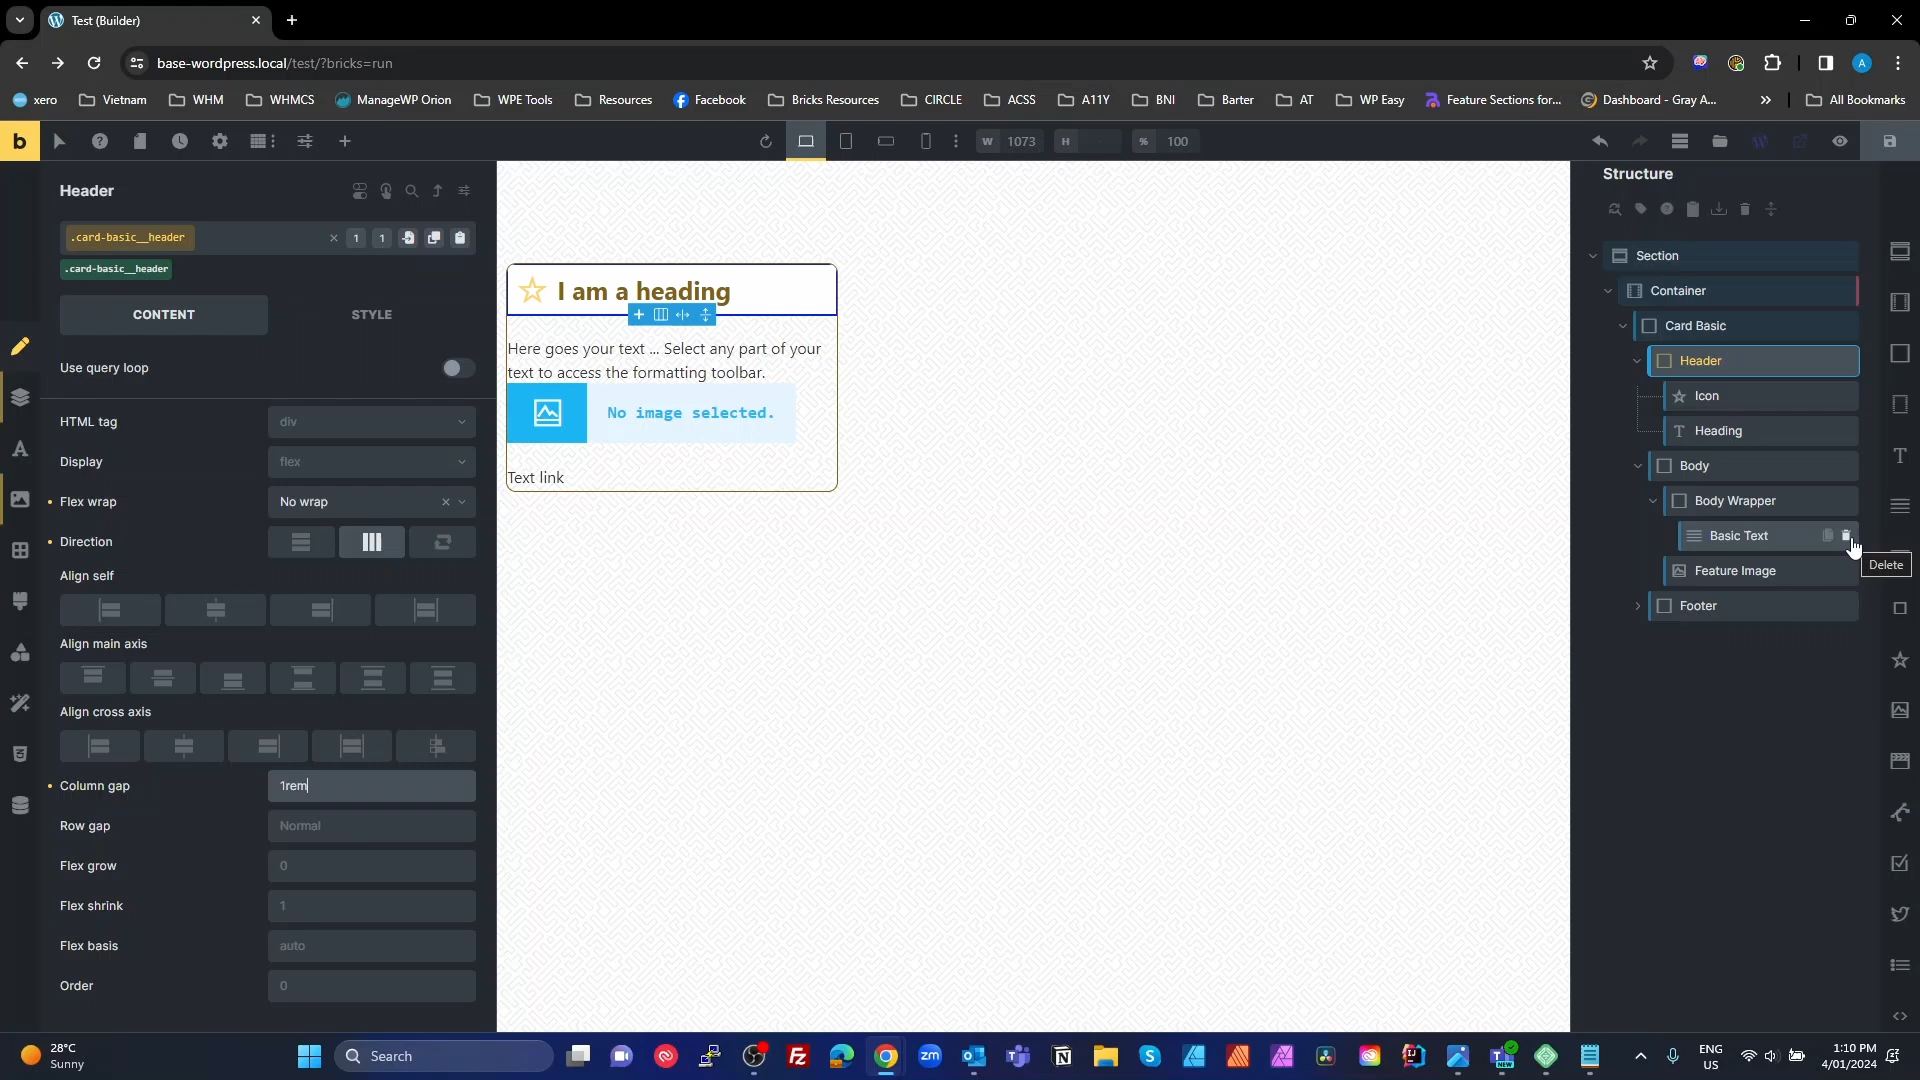 Test (Builder)
base-wordpress.local/test/?bricks=run
A
xero
Vietnam
WHM
WHMCS
ManageWP Orion
WPE Tools
Resources
Facebook
Bricks Resources
CIRCLE
ACSS
A11Y
BNI
Barter
AT
WP Easy
Feature Sections for...
Dashboard - Gray A...
All Bookmarks
b
W 1073
H
% 100
Header
.card-basic__header
1 1
.card-basic__header
CONTENT
STYLE
Use query loop
HTML tag
div
Display
flex
Flex wrap
No wrap
Direction
Align self
Align main axis
Align cross axis
Column gap
1rem
Row gap
Normal
Flex grow
0
Flex shrink
1
Flex basis
auto
Order
0
I am a heading
Here goes your text ... Select any part of your
text to access the formatting toolbar.
No image selected.
Text link
Structure
Section
Container
Card Basic
Header
Icon
Heading
Body
Body Wrapper
Basic Text
Delete
Feature Image
Footer
28°C
Sunny
Search
zm
NEW
ENG
US
1:10 PM
4/01/2024